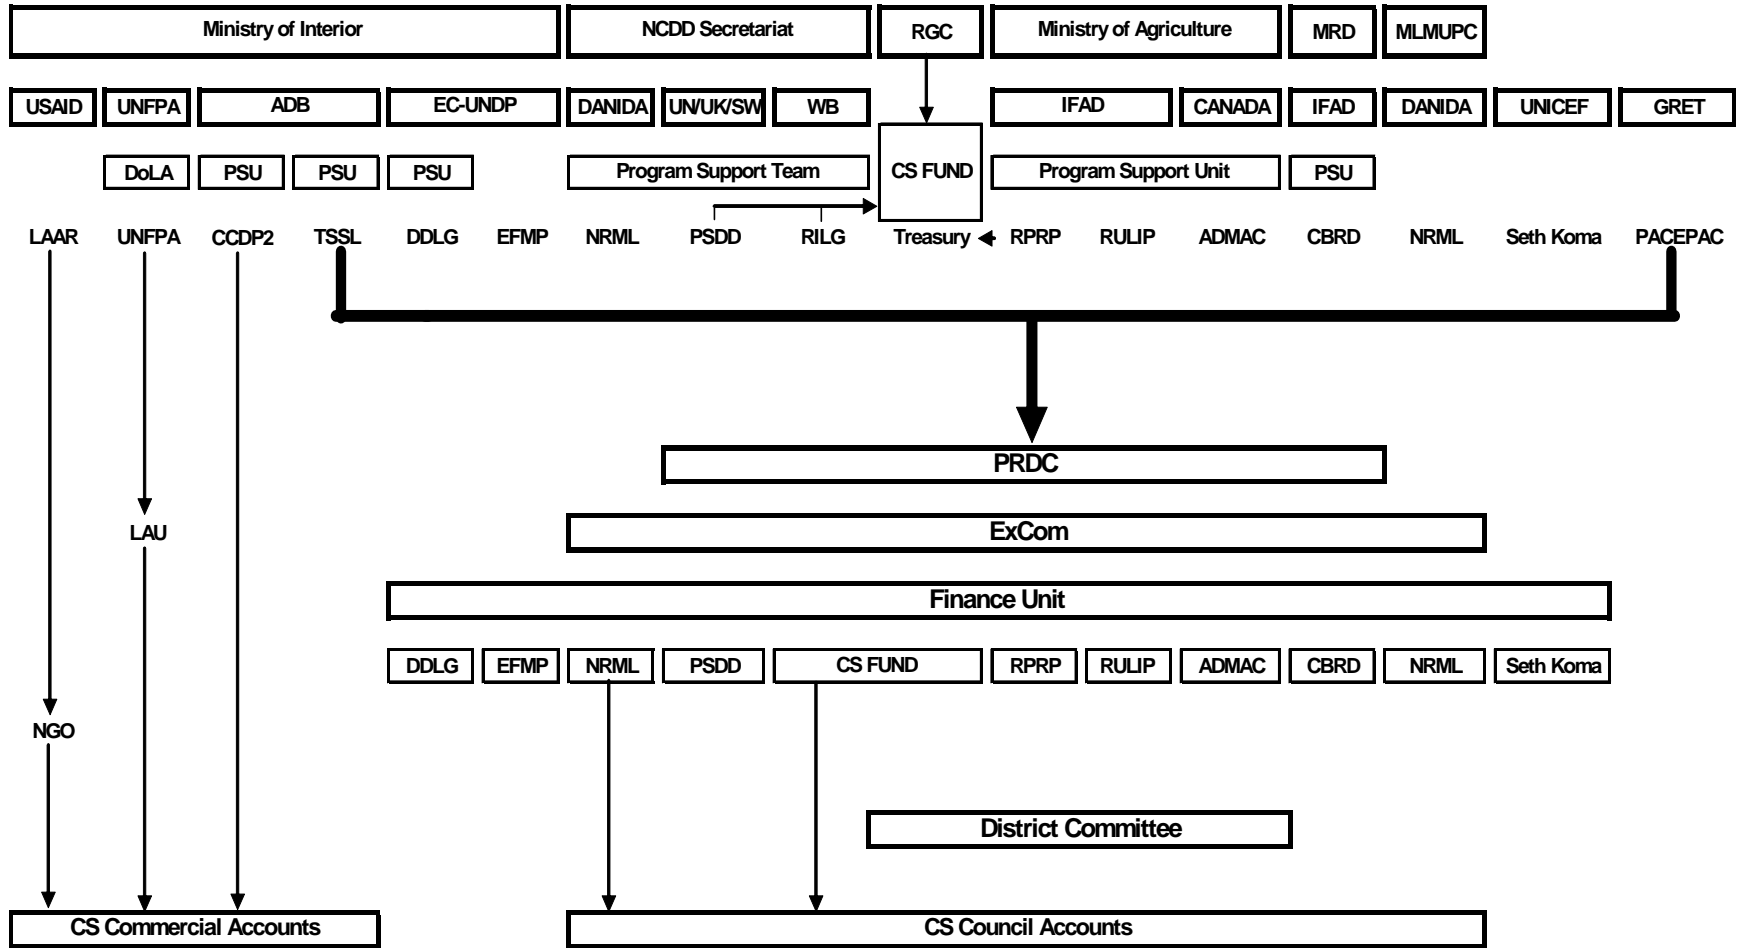 Ministry of Interior NCDD Secretariat RGC Ministry of Agriculture MRD MLMUPC
USAID UNFPA ADB EC-UNDP DANIDA UN/UK/SW WB IFAD CANADA IFAD DANIDA UNICEF GRET
DoLA PSU PSU PSU Program Support Team CS FUND Program Support Unit PSU
LAAR UNFPA CCDP2 TSSL DDLG EFMP NRML PSDD RILG Treasury RPRP RULIP ADMAC CBRD NRML Seth Koma PACEPAC
PRDC
ExCom
LAU
Finance Unit
DDLG EFMP NRML PSDD CS FUND RPRP RULIP ADMAC CBRD NRML Seth Koma
NGO
District Committee
CS Commercial Accounts CS Council Accounts